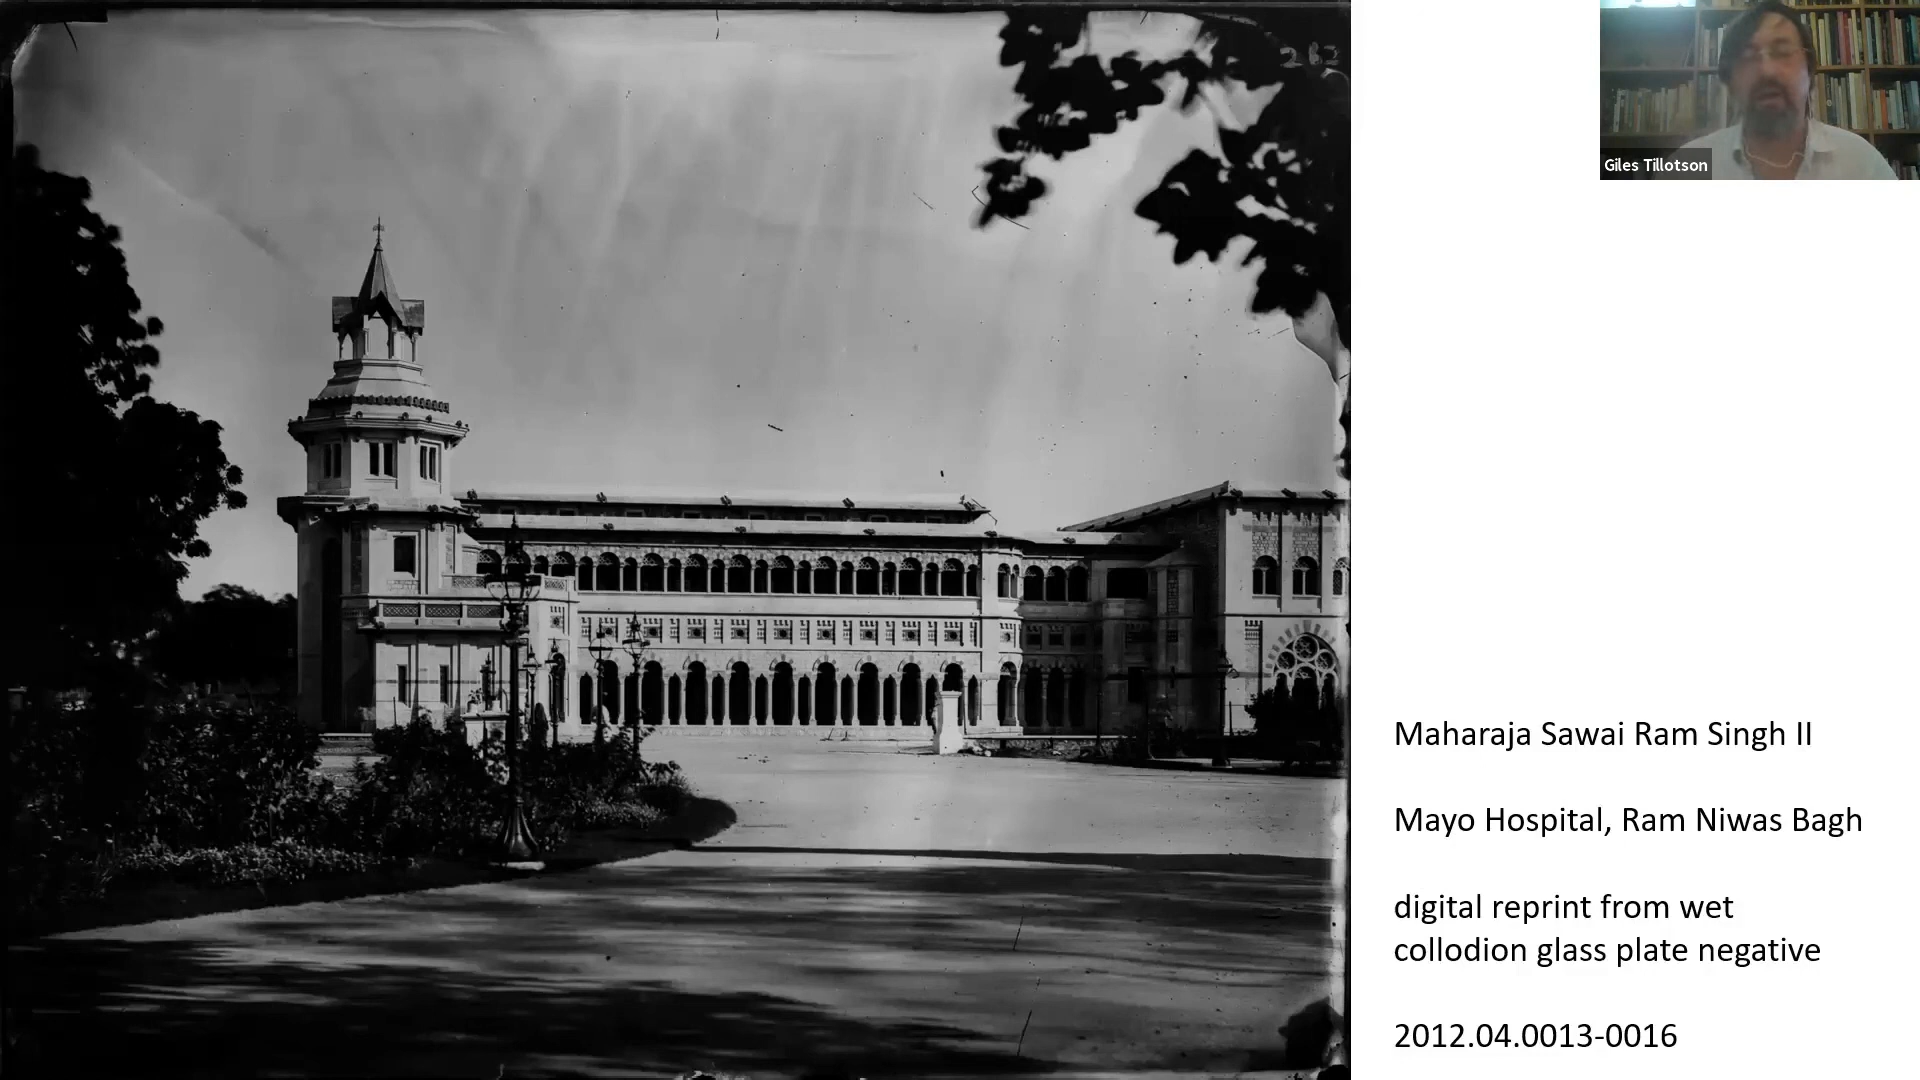 262
Giles Tillotson
Maharaja Sawai Ram Singh II
Mayo Hospital, Ram Niwas Bagh
digital reprint from wet
collodion glass plate negative
2012.04.0013-0016